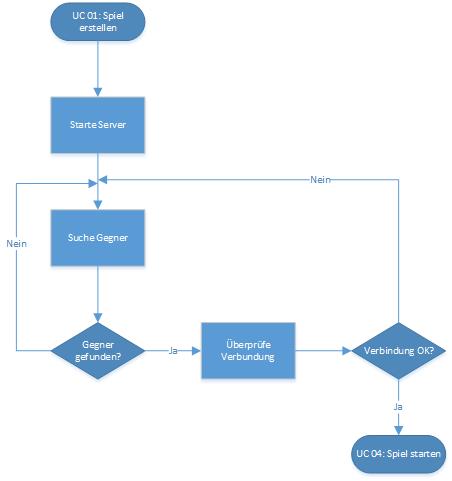 UC 01: Spiel
erstellen
Starte Server
Nein
Suche Gegner
Nein
Gegner
gefunden?
Ja
Überprüfe
Verbundung
Verbindung OK?
Ja
UC 04: Spiel starten